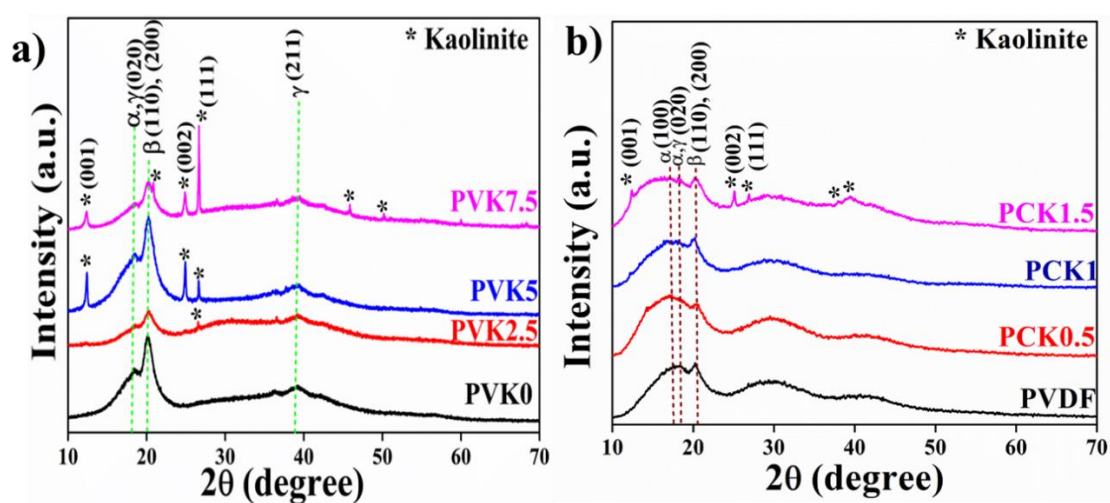 a)
* Kaolinite
*(001)
α,γ(020)
β(110), (200)
*
*(002)
*(111)
γ (211)
*
*
PVK7.5
*
*
*
PVK5
*
PVK2.5
PVK0
Intensity (a.u.)
10 20 30 40 50 60 70
2θ (degree)
b)
* Kaolinite
*(001)
α(100)
α,γ (020)
β(110), (200)
*(002)
*(111)
*
*
PCK1.5
PCK1
PCK0.5
PVDF
Intensity (a.u.)
10 20 30 40 50 60 70
2θ (degree)